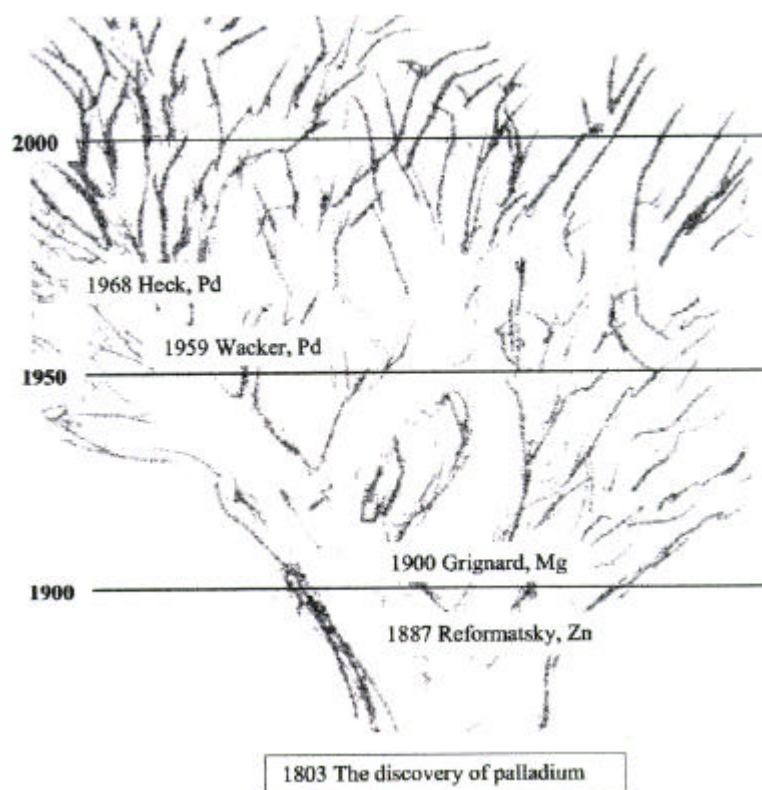 2000
1968 Heck, Pd
1959 Wacker, Pd
1950
1900 Grignard, Mg
1900
1887 Reformatsky, Zn
1803 The discovery of palladium